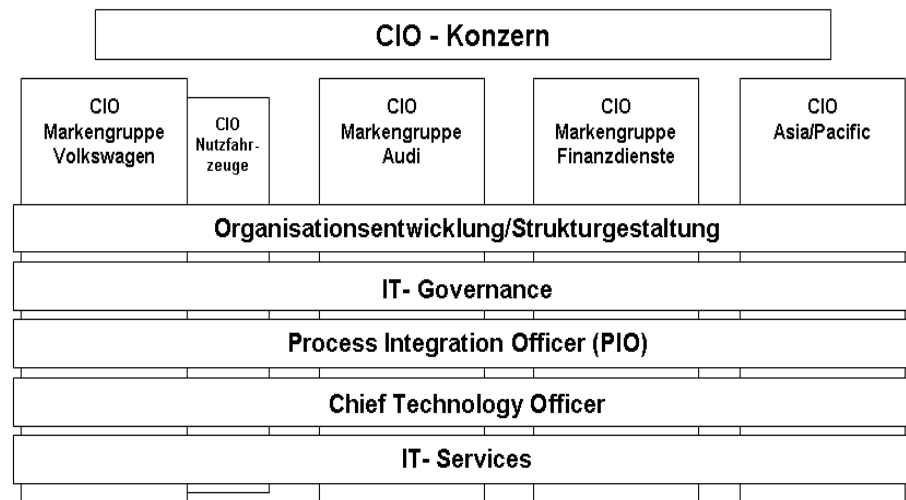 CIO - Konzern
CIO
Markengruppe
Volkswagen
CIO
Nutzfahr-
zeuge
CIO
Markengruppe
Audi
CIO
Markengruppe
Finanzdienste
CIO
Asia/Pacific
Organisationsentwicklung/Strukturgestaltung
IT- Governance
Process Integration Officer (PIO)
Chief Technology Officer
IT- Services